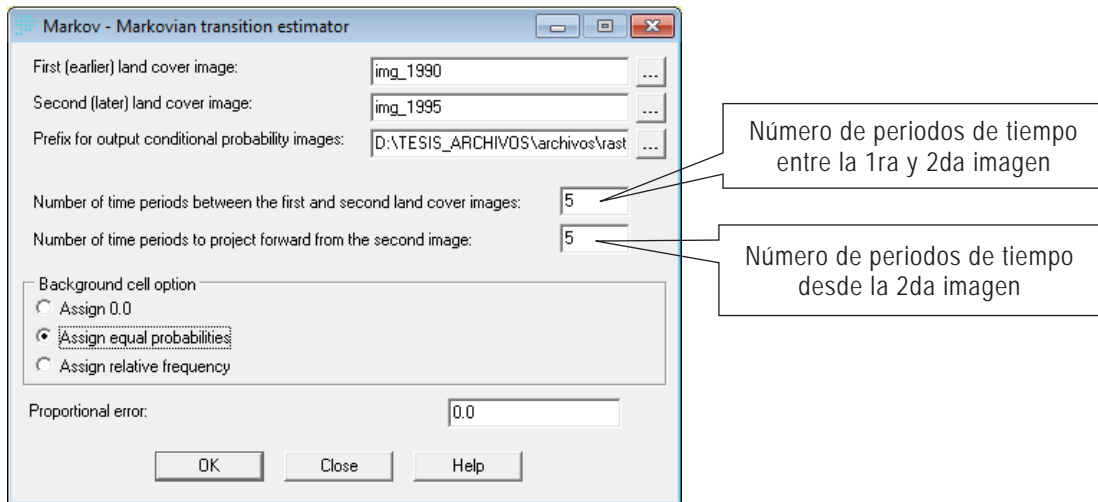 Markov - Markovian transition estimator
First (earlier) land cover image:
img_1990
...
Second (later) land cover image:
img_1995
...
Prefix for output conditional probability images:
D:\TESIS_ARCHIVOS\archivos\rast
...
Number of time periods between the first and second land cover images:
5
Number of time periods to project forward from the second image:
5
Background cell option
Assign 0.0
Assign equal probabilities
Assign relative frequency
Proportional error:
0.0
OK
Close
Help
Número de periodos de tiempo
entre la 1ra y 2da imagen
Número de periodos de tiempo
desde la 2da imagen